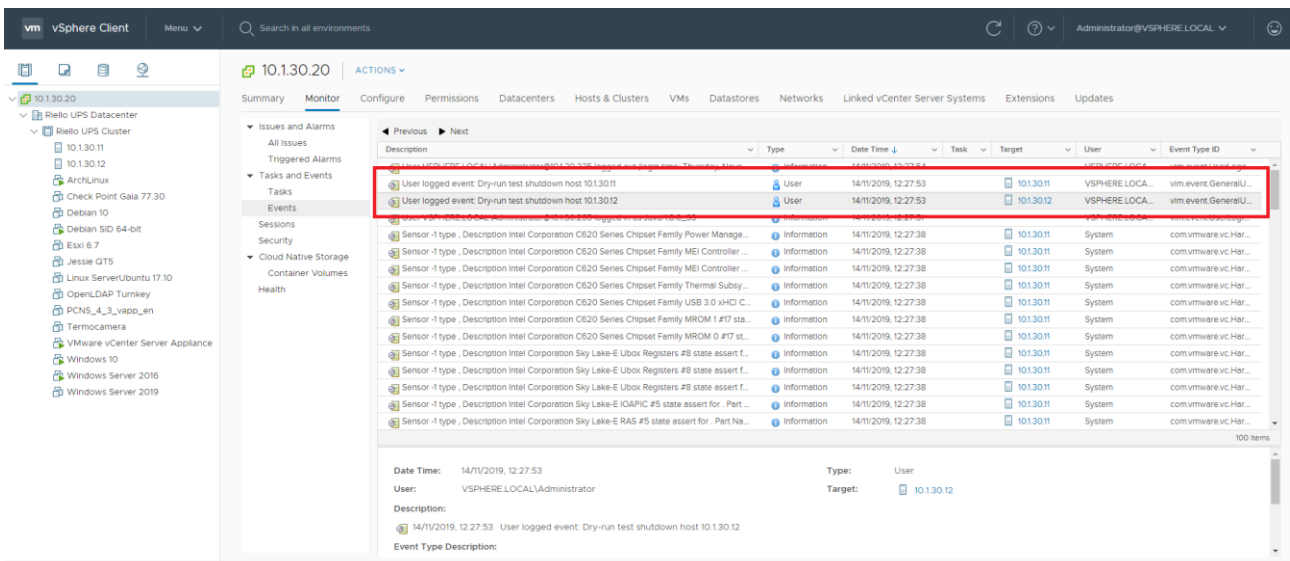 vm vSphere Client Menu Search in all environments Administrator@VSPHERE.LOCAL
10.1.30.20
Riello UPS Datacenter
Riello UPS Cluster
10.1.30.11
10.1.30.12
ArchLinux
Check Point Gaia 77.30
Debian 10
Debian SID 64-bit
Esxi 6.7
Jessie QT5
Linux ServerUbuntu 17.10
OpenLDAP Turnkey
PCNS_4_3_vapp_en
Termocamera
VMware vCenter Server Appliance
Windows 10
Windows Server 2016
Windows Server 2019
10.1.30.20 ACTIONS
Summary Monitor Configure Permissions Datacenters Hosts & Clusters VMs Datastores Networks Linked vCenter Server Systems Extensions Updates
Issues and Alarms
All Issues
Triggered Alarms
Tasks and Events
Tasks
Events
Sessions
Security
Cloud Native Storage
Container Volumes
Health
Previous Next
Description Type Date Time Task Target User Event Type ID
User logged event: Dry-run test shutdown host 10.1.30.11 User 14/11/2019, 12:27:53 10.1.30.11 VSPHERE.LOCA... vim.event.GeneralU...
User logged event: Dry-run test shutdown host 10.1.30.12 User 14/11/2019, 12:27:53 10.1.30.12 VSPHERE.LOCA... vim.event.GeneralU...
Sensor -1 type , Description Intel Corporation C620 Series Chipset Family Power Manage... Information 14/11/2019, 12:27:38 10.1.30.11 System com.vmware.vc.Har...
Sensor -1 type , Description Intel Corporation C620 Series Chipset Family MEI Controller ... Information 14/11/2019, 12:27:38 10.1.30.11 System com.vmware.vc.Har...
Sensor -1 type , Description Intel Corporation C620 Series Chipset Family MEI Controller ... Information 14/11/2019, 12:27:38 10.1.30.11 System com.vmware.vc.Har...
Sensor -1 type , Description Intel Corporation C620 Series Chipset Family Thermal Subsy... Information 14/11/2019, 12:27:38 10.1.30.11 System com.vmware.vc.Har...
Sensor -1 type , Description Intel Corporation C620 Series Chipset Family USB 3.0 xHCI C... Information 14/11/2019, 12:27:38 10.1.30.11 System com.vmware.vc.Har...
Sensor -1 type , Description Intel Corporation C620 Series Chipset Family MROM 1 #17 sta... Information 14/11/2019, 12:27:38 10.1.30.11 System com.vmware.vc.Har...
Sensor -1 type , Description Intel Corporation C620 Series Chipset Family MROM 0 #17 st... Information 14/11/2019, 12:27:38 10.1.30.11 System com.vmware.vc.Har...
Sensor -1 type , Description Intel Corporation Sky Lake-E Ubox Registers #8 state assert f... Information 14/11/2019, 12:27:38 10.1.30.11 System com.vmware.vc.Har...
Sensor -1 type , Description Intel Corporation Sky Lake-E Ubox Registers #8 state assert f... Information 14/11/2019, 12:27:38 10.1.30.11 System com.vmware.vc.Har...
Sensor -1 type , Description Intel Corporation Sky Lake-E Ubox Registers #8 state assert f... Information 14/11/2019, 12:27:38 10.1.30.11 System com.vmware.vc.Har...
Sensor -1 type , Description Intel Corporation Sky Lake-E IOAPIC #5 state assert for . Part ... Information 14/11/2019, 12:27:38 10.1.30.11 System com.vmware.vc.Har...
Sensor -1 type , Description Intel Corporation Sky Lake-E RAS #5 state assert for . Part Na... Information 14/11/2019, 12:27:38 10.1.30.11 System com.vmware.vc.Har...
100 items
Date Time: 14/11/2019, 12:27:53 Type: User
User: VSPHERE.LOCAL\Administrator Target: 10.1.30.12
Description:
14/11/2019, 12:27:53 User logged event: Dry-run test shutdown host 10.1.30.12
Event Type Description: